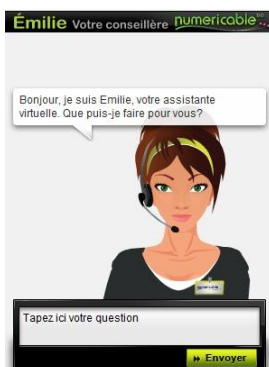 Émilie Votre conseillère numericable
Bonjour, je suis Emilie, votre assistante
virtuelle. Que puis-je faire pour vous?
Tapez ici votre question
Envoyer